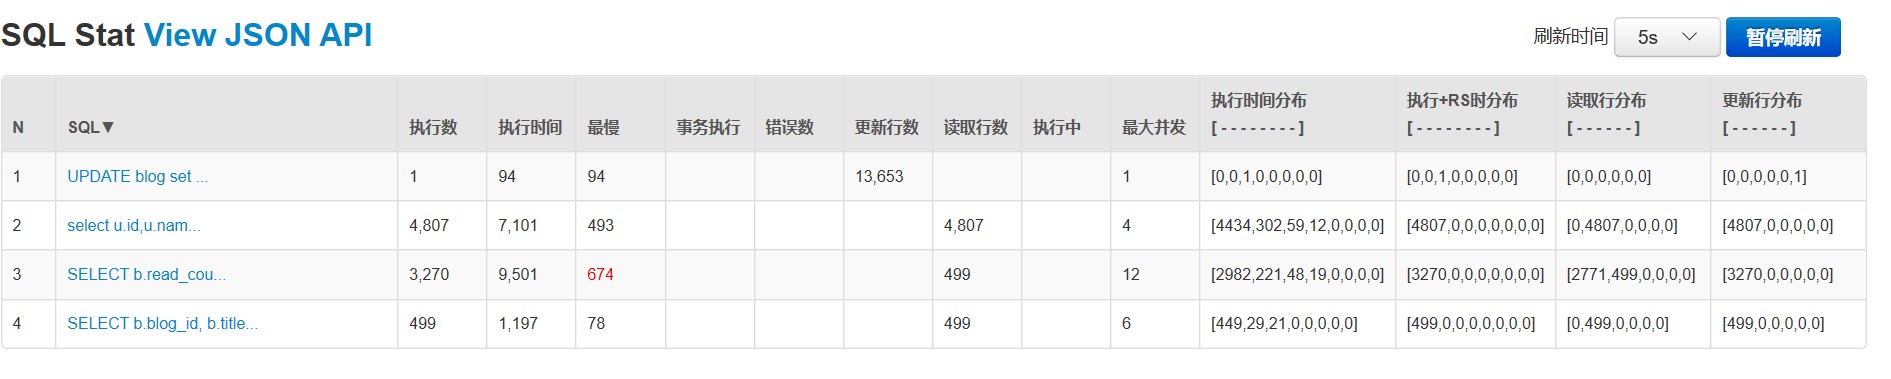 SQL Stat View JSON API
刷新时间 5s 暂停刷新
N SQL▼ 执行数 执行时间 最慢 事务执行 错误数 更新行数 读取行数 执行中 最大并发 执行时间分布 [ - - - - - - - - ] 执行+RS时分布 [ - - - - - - - - ] 读取行分布 [ - - - - - - ] 更新行分布 [ - - - - - - ]
1 UPDATE blog set ... 1 94 94 13,653 1 [0,0,1,0,0,0,0,0] [0,0,1,0,0,0,0,0] [0,0,0,0,0,0] [0,0,0,0,0,1]
2 select u.id,u.nam... 4,807 7,101 493 4,807 4 [4434,302,59,12,0,0,0,0] [4807,0,0,0,0,0,0,0] [0,4807,0,0,0,0] [4807,0,0,0,0,0]
3 SELECT b.read_cou... 3,270 9,501 674 499 12 [2982,221,48,19,0,0,0,0] [3270,0,0,0,0,0,0,0] [2771,499,0,0,0,0] [3270,0,0,0,0,0]
4 SELECT b.blog_id, b.title... 499 1,197 78 499 6 [449,29,21,0,0,0,0,0] [499,0,0,0,0,0,0,0] [0,499,0,0,0,0] [499,0,0,0,0,0]